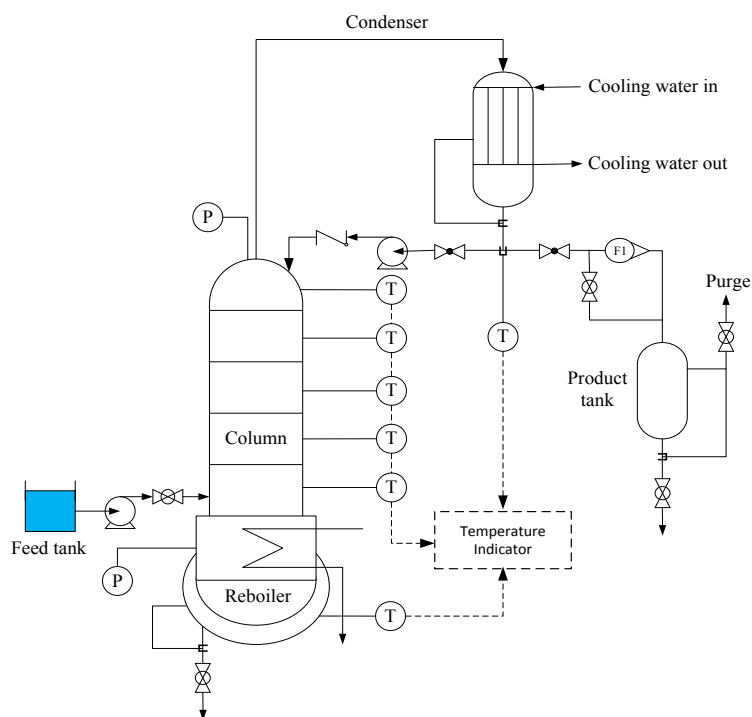 Condenser
Cooling water in
Cooling water out
P
F1
Purge
T
T
T
Product
tank
T
T
Column
T
T
Feed tank
Temperature
Indicator
P
Reboiler
T